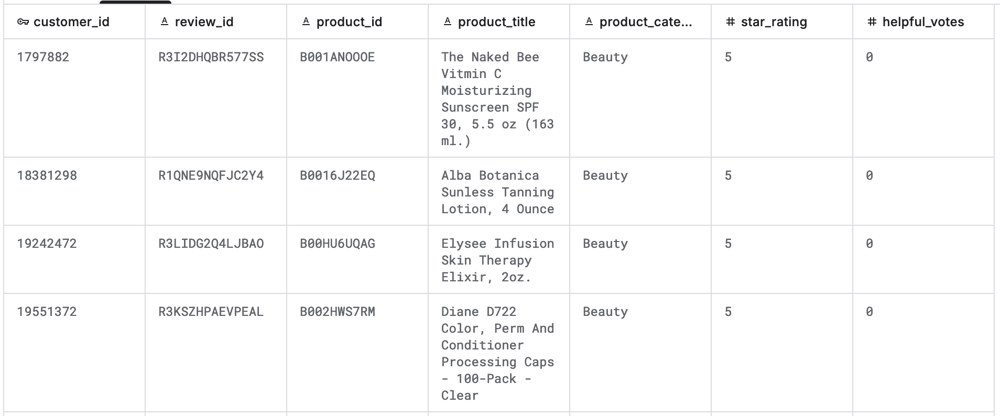 customer_id review_id product_id product_title product_cate... star_rating helpful_votes
1797882 R3I2DHQBR577SS B001ANOOOE The Naked Bee Beauty 5 0
Vitmin C
Moisturizing
Sunscreen SPF
30, 5.5 oz (163
ml.)
18381298 R1QNE9NQFJC2Y4 B0016J22EQ Alba Botanica Beauty 5 0
Sunless Tanning
Lotion, 4 Ounce
19242472 R3LIDG2Q4LJBAO B00HU6UQAG Elysee Infusion Beauty 5 0
Skin Therapy
Elixir, 2oz.
19551372 R3KSZHPAEVPEAL B002HWS7RM Diane D722 Beauty 5 0
Color, Perm And
Conditioner
Processing Caps
- 100-Pack -
Clear